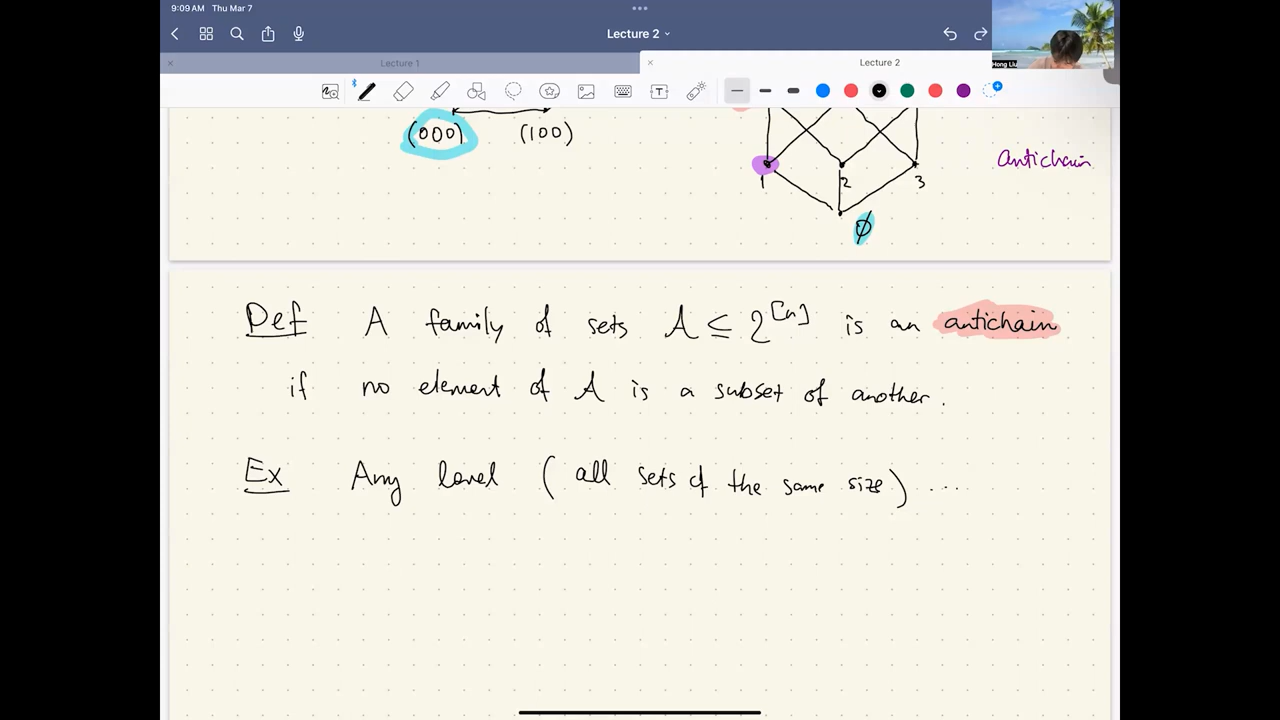 9:09 AM Thu Mar 7
Lecture 2
Hong Liu
Lecture 1
Lecture 2
T
(000) (100)
antichain
1 2 3
∅
Def A family of sets A ⊆ 2^[n] is an antichain
if no element of A is a subset of another.
Ex Any level (all sets of the same size) ...